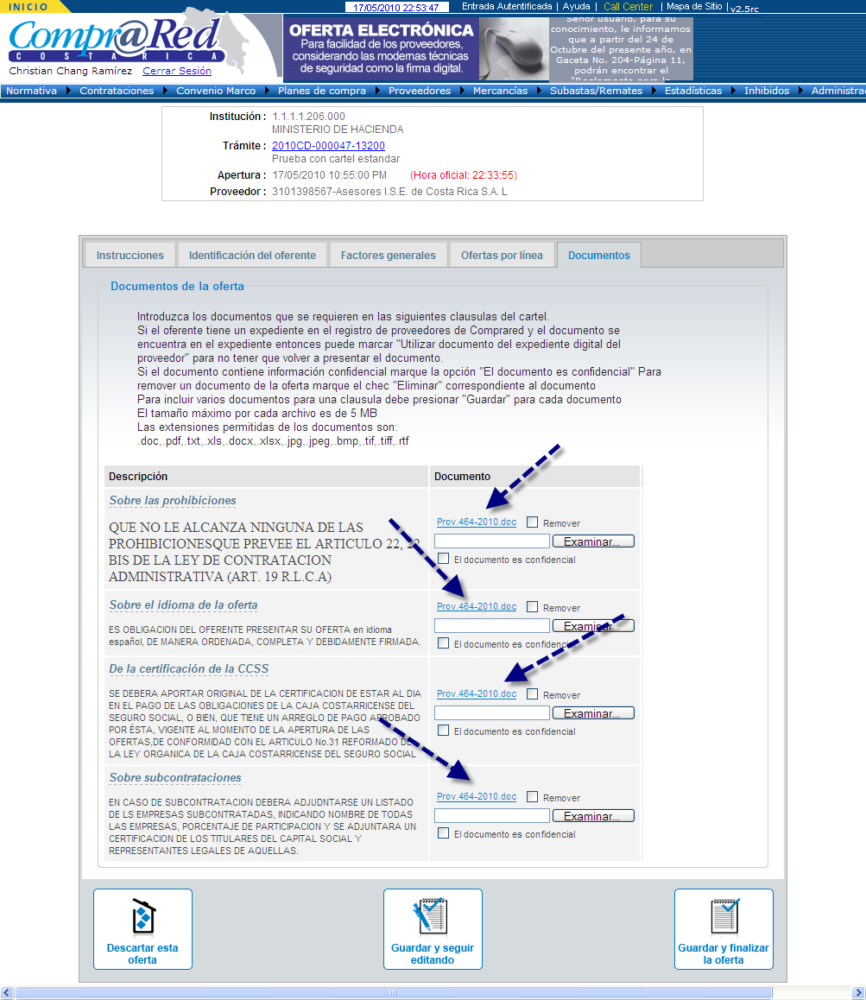 INICIO
17/05/2010 22:53:47
Entrada Autentificada | Ayuda | Call Center | Mapa de Sitio | v2.5rc
Compr@Red
COSTA RICA
Christian Chang Ramírez Cerrar Sesión
OFERTA ELECTRÓNICA
Para facilidad de los proveedores,
considerando las modernas técnicas
de seguridad como la firma digital.
Señor usuario, para su
conocimiento, le informamos
que a partir del 24 de
Octubre del presente año, en
Gaceta No. 204-Página 11,
podrán encontrar el
"Reglamento para la
Normativa Contrataciones Convenio Marco Planes de compra Proveedores Mercancías Subastas/Remates Estadísticas Inhibidos Administra
Institución : 1.1.1.1.206.000
MINISTERIO DE HACIENDA
Trámite : 2010CD-000047-13200
Prueba con cartel estandar
Apertura : 17/05/2010 10:55:00 PM (Hora oficial: 22:33:55)
Proveedor : 3101398567-Asesores I.S.E. de Costa Rica S.A. L
Instrucciones Identificación del oferente Factores generales Ofertas por línea Documentos
Documentos de la oferta
Introduzca los documentos que se requieren en las siguientes clausulas del cartel.
Si el oferente tiene un expediente en el registro de proveedores de Comprared y el documento se
encuentra en el expediente entonces puede marcar "Utilizar documento del expediente digital del
proveedor" para no tener que volver a presentar el documento.
Si el documento contiene información confidencial marque la opción "El documento es confidencial" Para
remover un documento de la oferta marque el chec "Eliminar" correspondiente al documento
Para incluir varios documentos para una clausula debe presionar "Guardar" para cada documento
El tamaño máximo por cada archivo es de 5 MB
Las extensiones permitidas de los documentos son:
.doc,.pdf,.txt,.xls,.docx,.xlsx,.jpg,.jpeg,.bmp,.tif,.tiff,.rtf
Descripción Documento
Sobre las prohibiciones
QUE NO LE ALCANZA NINGUNA DE LAS
PROHIBICIONESQUE PREVEE EL ARTICULO 22, 22
BIS DE LA LEY DE CONTRATACION
ADMINISTRATIVA (ART. 19 R.L.C.A)
Prov.464-2010.doc Remover
Examinar...
El documento es confidencial
Sobre el idioma de la oferta
ES OBLIGACION DEL OFERENTE PRESENTAR SU OFERTA en idioma
español, DE MANERA ORDENADA, COMPLETA Y DEBIDAMENTE FIRMADA.
Prov.464-2010.doc Remover
Examinar...
El documento es confidencial
De la certificación de la CCSS
SE DEBERA APORTAR ORIGINAL DE LA CERTIFICACION DE ESTAR AL DIA
EN EL PAGO DE LAS OBLIGACIONES DE LA CAJA COSTARRICENSE DEL
SEGURO SOCIAL, O BIEN, QUE TIENE UN ARREGLO DE PAGO APROBADO
POR ÉSTA, VIGENTE AL MOMENTO DE LA APERTURA DE LAS
OFERTAS,DE CONFORMIDAD CON EL ARTICULO No.31 REFORMADO DE
LA LEY ORGANICA DE LA CAJA COSTARRICENSE DEL SEGURO SOCIAL
Prov.464-2010.doc Remover
Examinar...
El documento es confidencial
Sobre subcontrataciones
EN CASO DE SUBCONTRATACION DEBERA ADJUDNTARSE UN LISTADO
DE LS EMPRESAS SUBCONTRATADAS, INDICANDO NOMBRE DE TODAS
LAS EMPRESAS, PORCENTAJE DE PARTICIPACION Y SE ADJUNTARA UN
CERTIFICACION DE LOS TITULARES DEL CAPITAL SOCIAL Y
REPRESENTANTES LEGALES DE AQUELLAS.
Prov.464-2010.doc Remover
Examinar...
El documento es confidencial
Descartar esta
oferta
Guardar y seguir
editando
Guardar y finalizar
la oferta